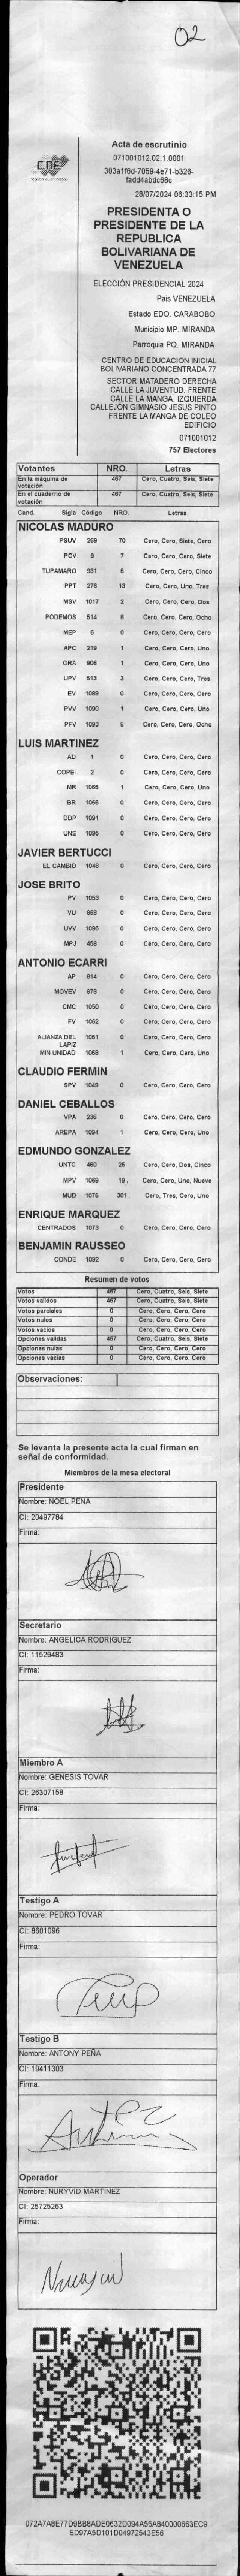 02
CNE
Acta de escrutinio
071001012.02.1.0001
303a1f6d-7059-4e71-b326-
fadd4abdc68c
28/07/2024 06:33:15 PM
PRESIDENTA O
PRESIDENTE DE LA
REPUBLICA
BOLIVARIANA DE
VENEZUELA
ELECCIÓN PRESIDENCIAL 2024
Pais VENEZUELA
Estado EDO. CARABOBO
Municipio MP. MIRANDA
Parroquia PQ. MIRANDA
CENTRO DE EDUCACION INICIAL
BOLIVARIANO CONCENTRADA 77
SECTOR MATADERO DERECHA
CALLE LA JUVENTUD. FRENTE
CALLE LA MANGA. IZQUIERDA
CALLEJÓN GIMNASIO JESUS PINTO
FRENTE LA MANGA DE COLEO
EDIFICIO
071001012
757 Electores
Votantes NRO. Letras
En la máquina de votación 467 Cero, Cuatro, Seis, Siete
En el cuaderno de votación 467 Cero, Cuatro, Seis, Siete
Cand. Sigla Código NRO. Letras
NICOLAS MADURO
PSUV 269 70 Cero, Cero, Siete, Cero
PCV 9 7 Cero, Cero, Cero, Siete
TUPAMARO 931 5 Cero, Cero, Cero, Cinco
PPT 276 13 Cero, Cero, Uno, Tres
MSV 1017 2 Cero, Cero, Cero, Dos
PODEMOS 514 8 Cero, Cero, Cero, Ocho
MEP 6 0 Cero, Cero, Cero, Cero
APC 219 1 Cero, Cero, Cero, Uno
ORA 906 1 Cero, Cero, Cero, Uno
UPV 613 3 Cero, Cero, Cero, Tres
EV 1089 0 Cero, Cero, Cero, Cero
PVV 1090 1 Cero, Cero, Cero, Uno
PFV 1093 8 Cero, Cero, Cero, Ocho
LUIS MARTINEZ
AD 1 0 Cero, Cero, Cero, Cero
COPEI 2 0 Cero, Cero, Cero, Cero
MR 1065 1 Cero, Cero, Cero, Uno
BR 1066 0 Cero, Cero, Cero, Cero
DDP 1091 0 Cero, Cero, Cero, Cero
UNE 1095 0 Cero, Cero, Cero, Cero
JAVIER BERTUCCI
EL CAMBIO 1048 0 Cero, Cero, Cero, Cero
JOSE BRITO
PV 1053 0 Cero, Cero, Cero, Cero
VU 888 0 Cero, Cero, Cero, Cero
UVV 1096 0 Cero, Cero, Cero, Cero
MPJ 458 0 Cero, Cero, Cero, Cero
ANTONIO ECARRI
AP 814 0 Cero, Cero, Cero, Cero
MOVEV 878 0 Cero, Cero, Cero, Cero
CMC 1050 0 Cero, Cero, Cero, Cero
FV 1062 0 Cero, Cero, Cero, Cero
ALIANZA DEL LAPIZ 1051 0 Cero, Cero, Cero, Cero
MIN UNIDAD 1068 1 Cero, Cero, Cero, Uno
CLAUDIO FERMIN
SPV 1049 0 Cero, Cero, Cero, Cero
DANIEL CEBALLOS
VPA 236 0 Cero, Cero, Cero, Cero
AREPA 1094 1 Cero, Cero, Cero, Uno
EDMUNDO GONZALEZ
UNTC 460 25 Cero, Cero, Dos, Cinco
MPV 1069 19 Cero, Cero, Uno, Nueve
MUD 1075 301 Cero, Tres, Cero, Uno
ENRIQUE MARQUEZ
CENTRADOS 1073 0 Cero, Cero, Cero, Cero
BENJAMIN RAUSSEO
CONDE 1092 0 Cero, Cero, Cero, Cero
Resumen de votos
Votos 467 Cero, Cuatro, Seis, Siete
Votos validos 467 Cero, Cuatro, Seis, Siete
Votos parciales 0 Cero, Cero, Cero, Cero
Votos nulos 0 Cero, Cero, Cero, Cero
Votos vacios 0 Cero, Cero, Cero, Cero
Opciones validas 467 Cero, Cuatro, Seis, Siete
Opciones nulas 0 Cero, Cero, Cero, Cero
Opciones vacias 0 Cero, Cero, Cero, Cero
Observaciones:
Se levanta la presente acta la cual firman en
señal de conformidad.
Miembros de la mesa electoral
Presidente
Nombre: NOEL PENA
CI: 20497784
Firma:
Secretario
Nombre: ANGELICA RODRIGUEZ
CI: 11529483
Firma:
Miembro A
Nombre: GENESIS TOVAR
CI: 26307158
Firma:
Testigo A
Nombre: PEDRO TOVAR
CI: 8601096
Firma:
Testigo B
Nombre: ANTONY PEÑA
CI: 19411303
Firma:
Operador
Nombre: NURYVID MARTINEZ
CI: 25725263
Firma:
072A7A8E77D9BB8ADE0632D094A56A840000663EC9
ED97A5D101D04972543E56